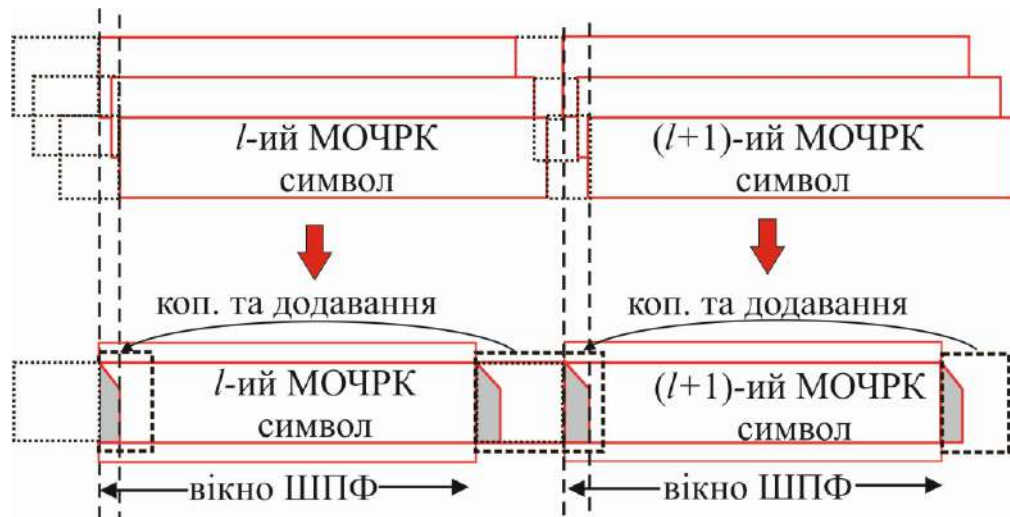 l-ий МОЧРК
символ
(l+1)-ий МОЧРК
символ
коп. та додавання
коп. та додавання
l-ий МОЧРК
символ
(l+1)-ий МОЧРК
символ
вікно ШПФ
вікно ШПФ